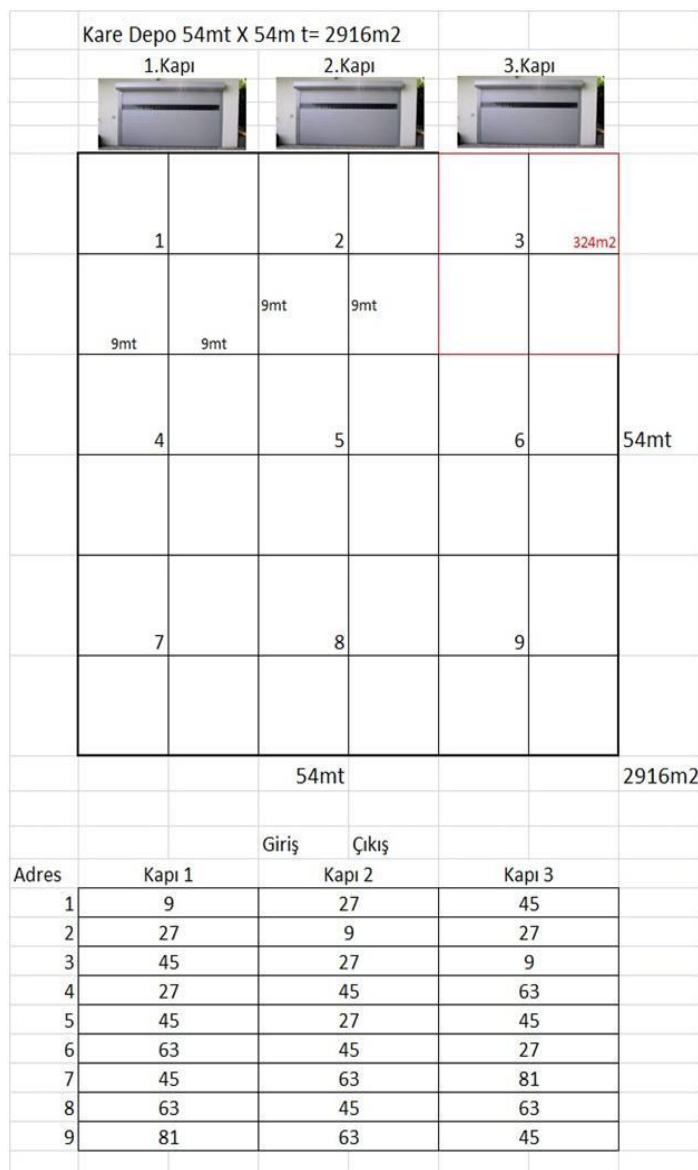 Kare Depo 54mt X 54m t= 2916m2
1.Kapı 2.Kapı 3.Kapı
1 2 3 324m2
9mt 9mt
9mt 9mt
4 5 6 54mt
7 8 9
54mt 2916m2
Giriş Çıkış
Adres Kapı 1 Kapı 2 Kapı 3
1 9 27 45
2 27 9 27
3 45 27 9
4 27 45 63
5 45 27 45
6 63 45 27
7 45 63 81
8 63 45 63
9 81 63 45